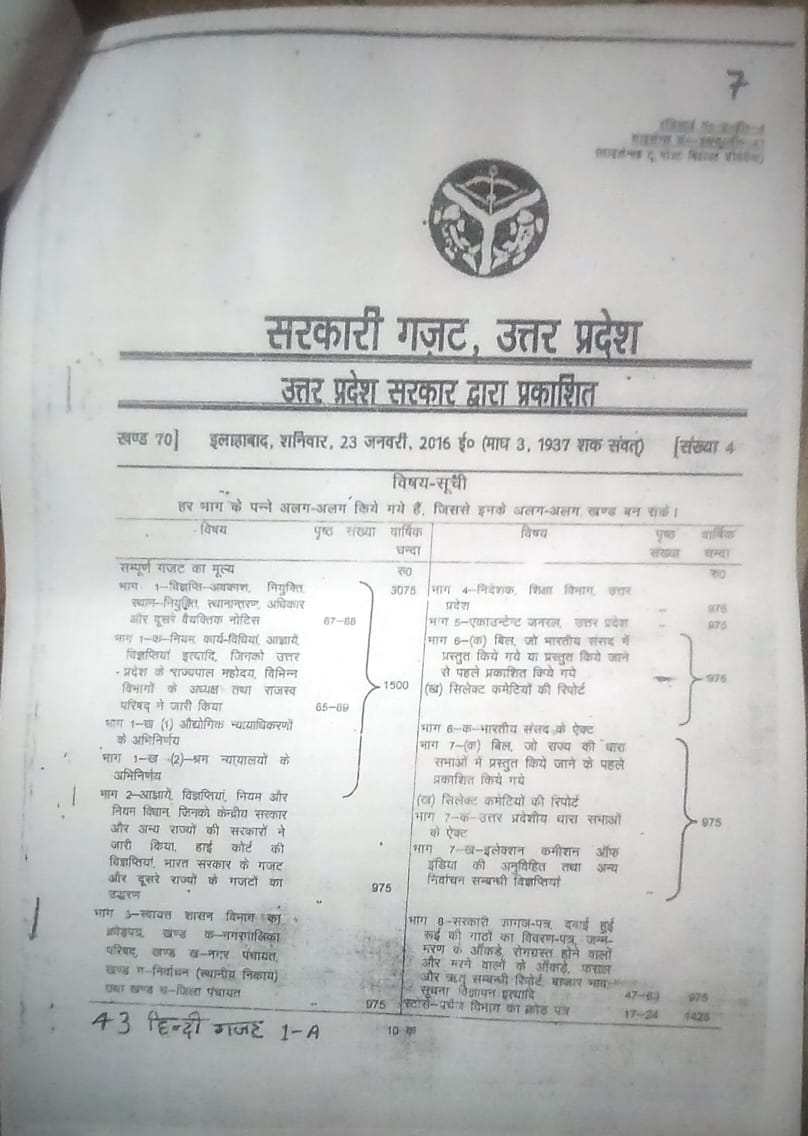 7
सरकारी गज़ट, उत्तर प्रदेश
उत्तर प्रदेश सरकार द्वारा प्रकाशित
खण्ड 70] इलाहाबाद, शनिवार, 23 जनवरी, 2016 ई० (माघ 3, 1937 शक संवत्) [संख्या 4
विषय-सूची
हर भाग के पन्ने अलग-अलग किये गये हैं, जिससे इनके अलग-अलग खण्ड बन सकें।
विषय पृष्ठ संख्या वार्षिक चन्दा
सम्पूर्ण गजट का मूल्य रु0
3075
भाग 1-विज्ञप्ति-अवकाश, नियुक्ति,
स्थान-नियुक्ति, स्थानान्तरण, अधिकार
और दूसरे वैयक्तिक नोटिस 67-68
भाग 1-क-नियम, कार्य-विधियां, आज्ञायें,
विज्ञप्तियां इत्यादि, जिनको उत्तर
प्रदेश के राज्यपाल महोदय, विभिन्न
विभागों के अध्यक्ष तथा राजस्व 1500
परिषद् ने जारी किया 65-69
भाग 1-ख (1) औद्योगिक न्यायाधिकरणों
के अभिनिर्णय
भाग 1-ख (2)-श्रम न्यायालयों के
अभिनिर्णय
भाग 2-आज्ञायें, विज्ञप्तियां, नियम और
नियम विधान, जिनको केन्द्रीय सरकार
और अन्य राज्यों की सरकारों ने
जारी किया, हाई कोर्ट की
विज्ञप्तियां, भारत सरकार के गजट
और दूसरे राज्यों के गजटों का
उद्धरण 975
भाग 3-स्वायत्त शासन विभाग का
क्रोड़पत्र, खण्ड क-नगरपालिका
परिषद्, खण्ड ख-नगर पंचायत,
खण्ड ग-निर्वाचन (स्थानीय निकाय)
तथा खण्ड घ-जिला पंचायत 975
विषय पृष्ठ संख्या वार्षिक चन्दा
रु0
भाग 4-निदेशक, शिक्षा विभाग, उत्तर
प्रदेश 975
भाग 5-एकाउन्टेन्ट जनरल, उत्तर प्रदेश 975
भाग 6-(क) बिल, जो भारतीय संसद में
प्रस्तुत किये गये या प्रस्तुत किये जाने
से पहले प्रकाशित किये गये 975
(ख) सिलेक्ट कमेटियों की रिपोर्ट
भाग 6-क-भारतीय संसद के ऐक्ट
भाग 7-(क) बिल, जो राज्य की धारा
सभाओं में प्रस्तुत किये जाने के पहले
प्रकाशित किये गये
(ख) सिलेक्ट कमेटियों की रिपोर्ट
भाग 7-क-उत्तर प्रदेशीय धारा सभाओं 975
के ऐक्ट
भाग 7-ख-इलेक्शन कमीशन ऑफ
इंडिया की अनुविहित तथा अन्य
निर्वाचन सम्बन्धी विज्ञप्तियां
भाग 8-सरकारी कागज-पत्र, दबाई हुई
रूई की गाठों का विवरण-पत्र, जन्म-
मरण के आँकड़े, रोगग्रस्त होने वालों
और मरने वालों के आँकड़े, फसल
और ऋतु सम्बन्धी रिपोर्ट, बाजार भाव,
सूचना विज्ञापन इत्यादि 47-63 975
स्टोर्स-पर्चेज विभाग का क्रोड़ पत्र 17-24 1425
43 हिन्दी गजट 1-A
10 क